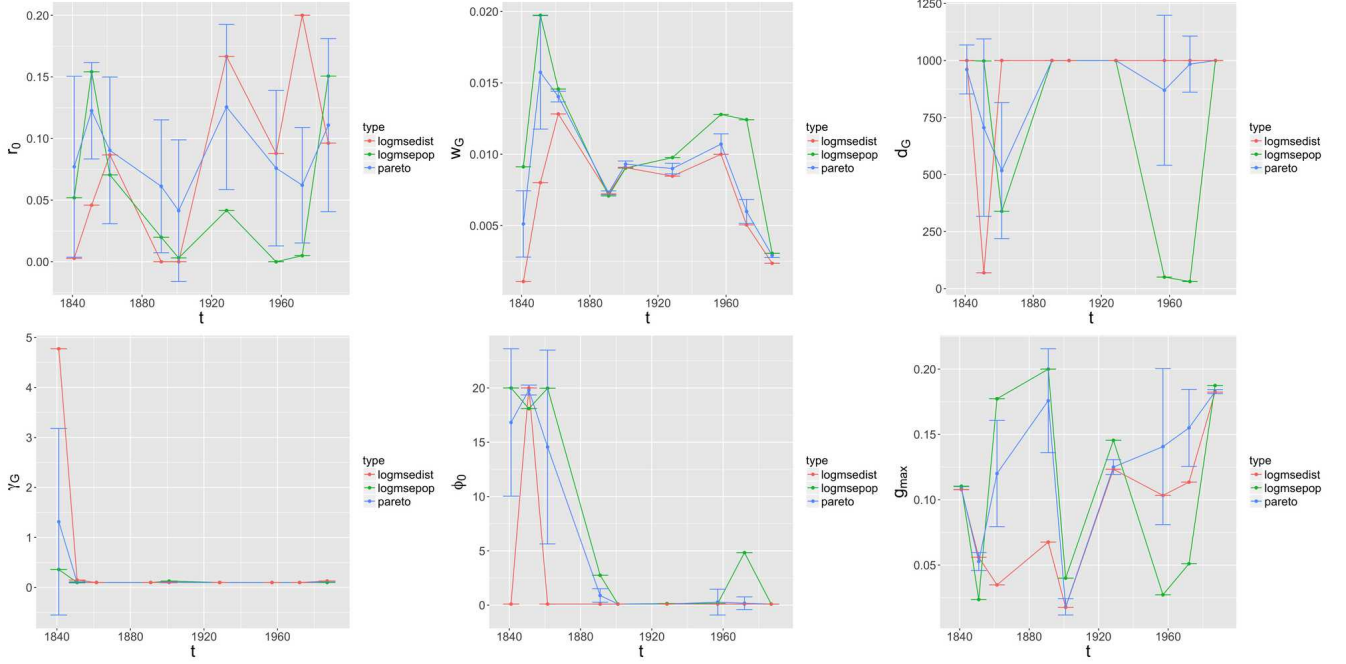 0.20
0.15
0.10
0.05
0.00
r0
1840 1880 1920 1960
t
type
logmsedist
logmsepop
pareto
0.020
0.015
0.010
0.005
wG
1840 1880 1920 1960
t
type
logmsedist
logmsepop
pareto
1250
1000
750
500
250
0
dG
1840 1880 1920 1960
t
type
logmsedist
logmsepop
pareto
5
4
3
2
1
0
γG
1840 1880 1920 1960
t
type
logmsedist
logmsepop
pareto
20
15
10
5
0
ϕ0
1840 1880 1920 1960
t
type
logmsedist
logmsepop
pareto
0.20
0.15
0.10
0.05
gmax
1840 1880 1920 1960
t
type
logmsedist
logmsepop
pareto